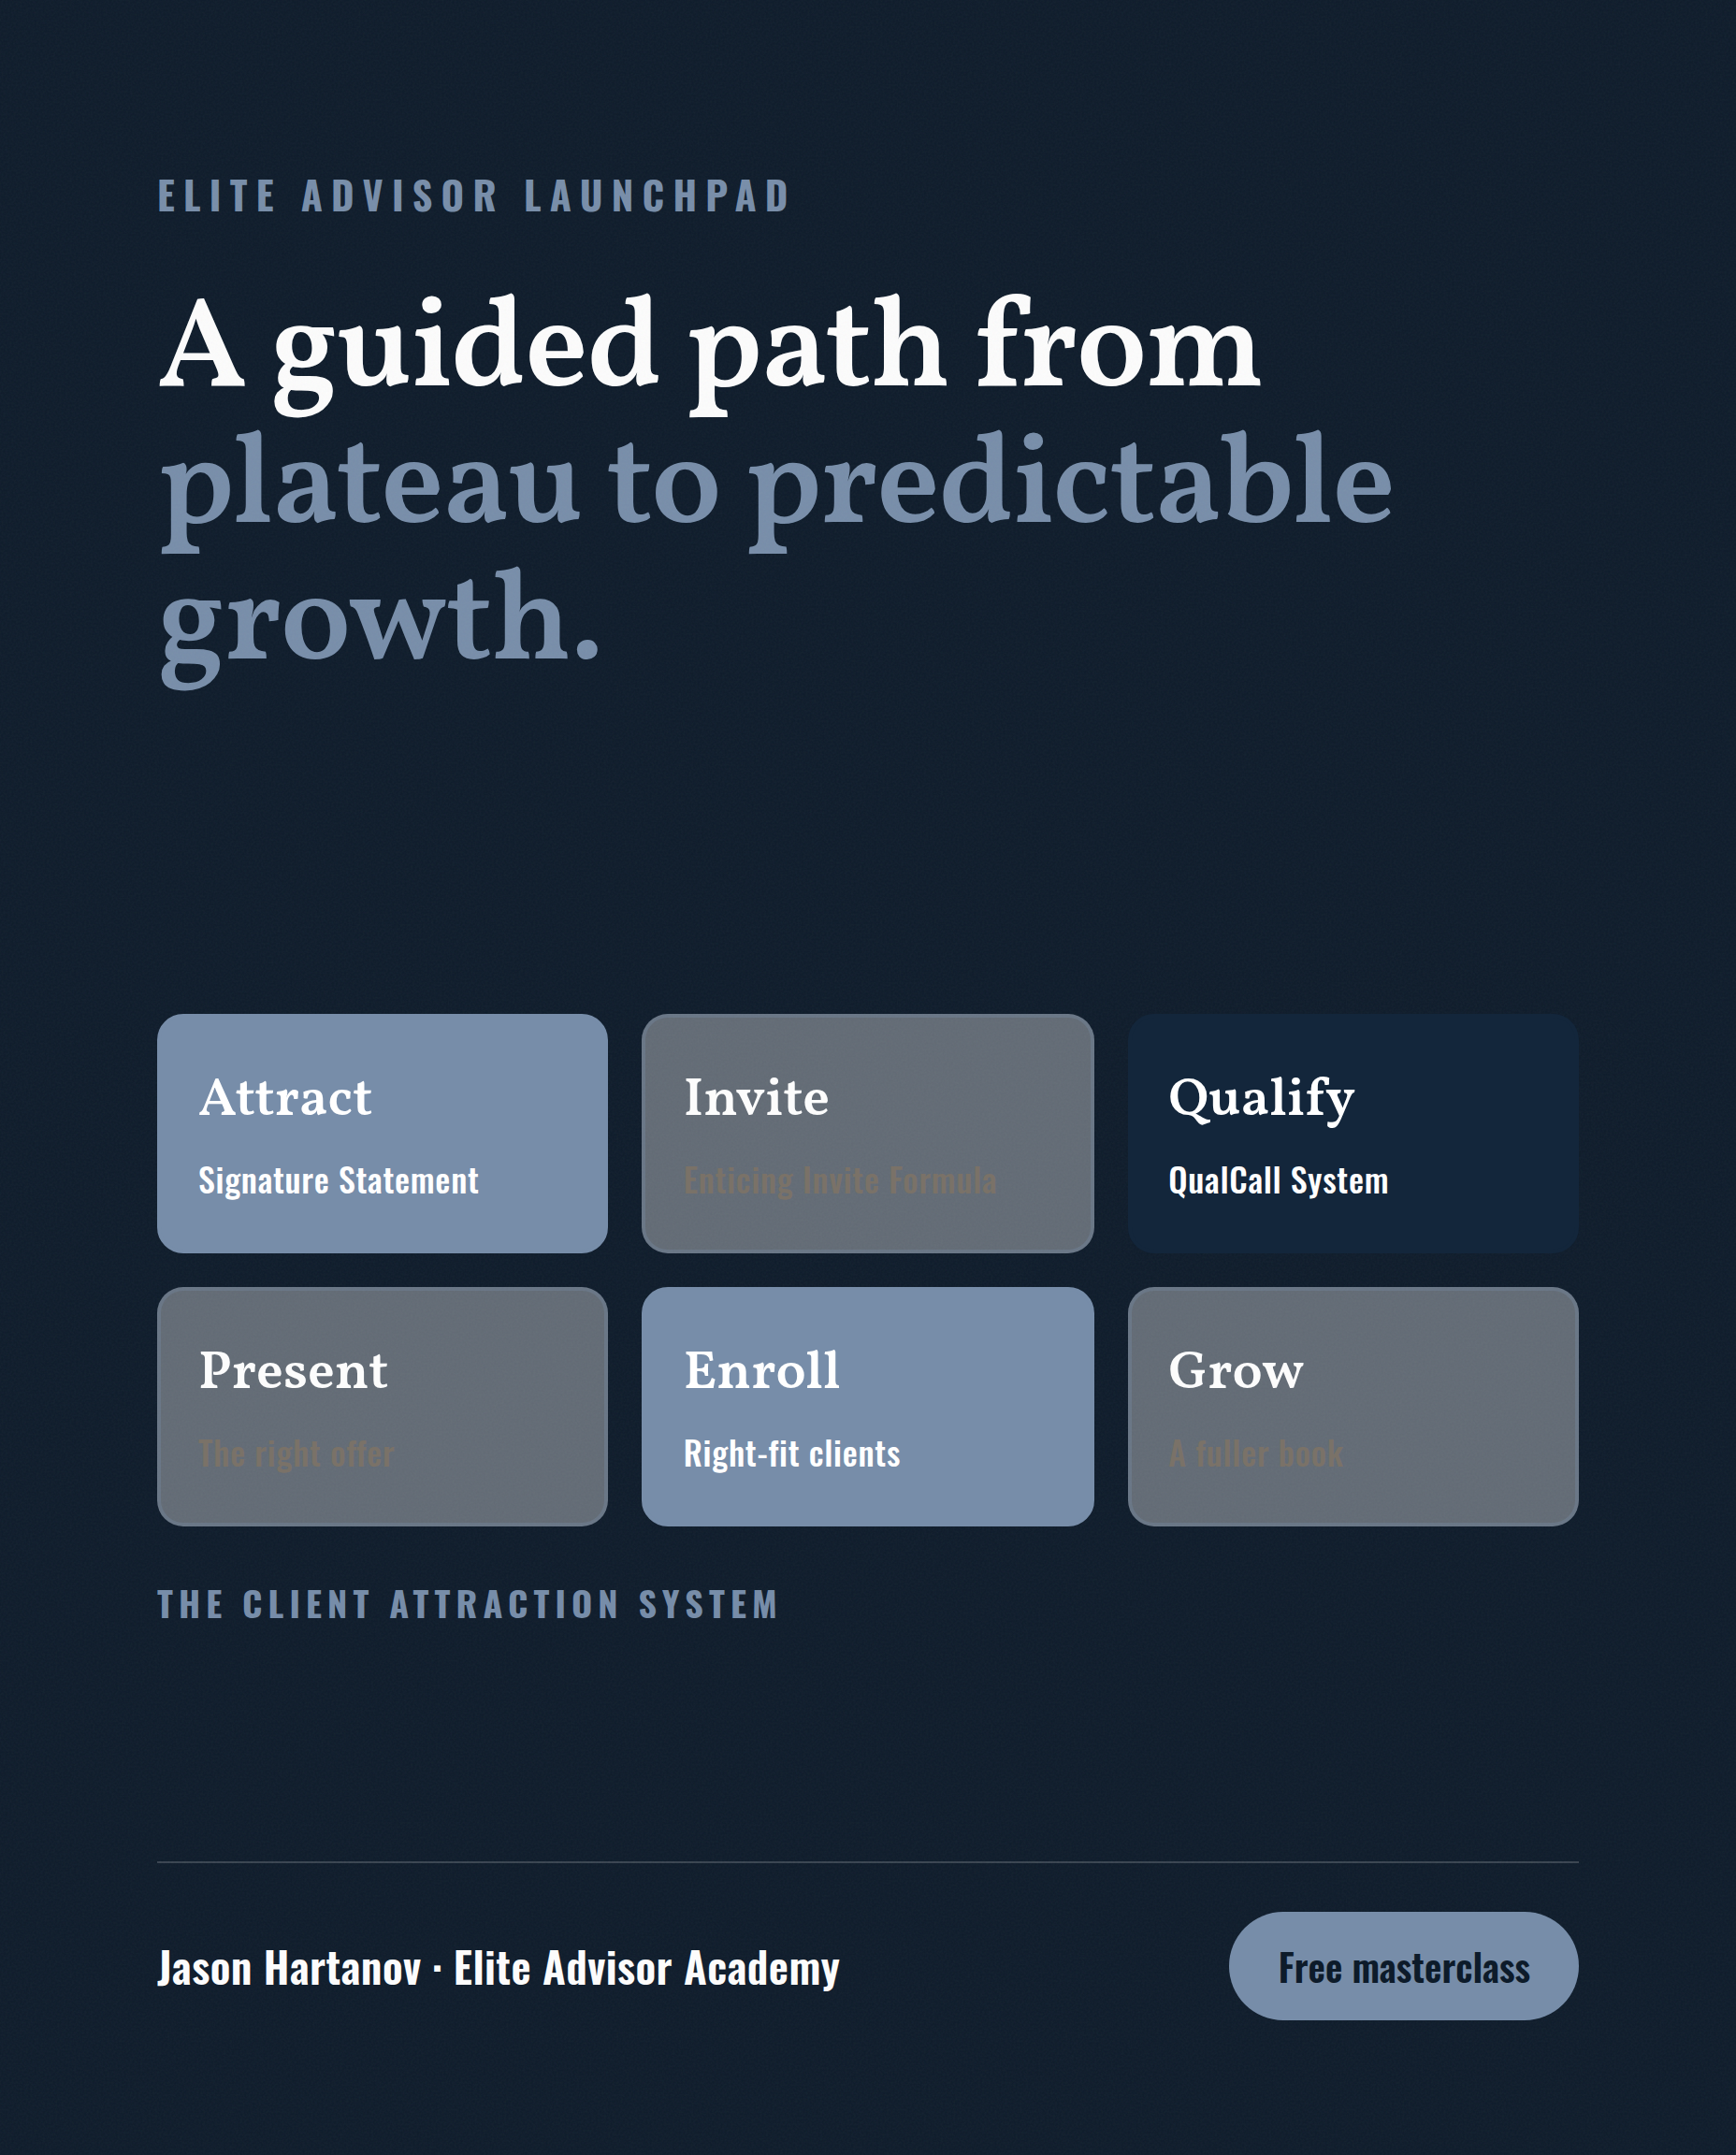 ELITE ADVISOR LAUNCHPAD
A guided path from
plateau to predictable
growth.
Attract
Signature Statement
Invite
Enticing Invite Formula
Qualify
QualCall System
Present
The right offer
Enroll
Right-fit clients
Grow
A fuller book
THE CLIENT ATTRACTION SYSTEM
Jason Hartanov · Elite Advisor Academy
Free masterclass